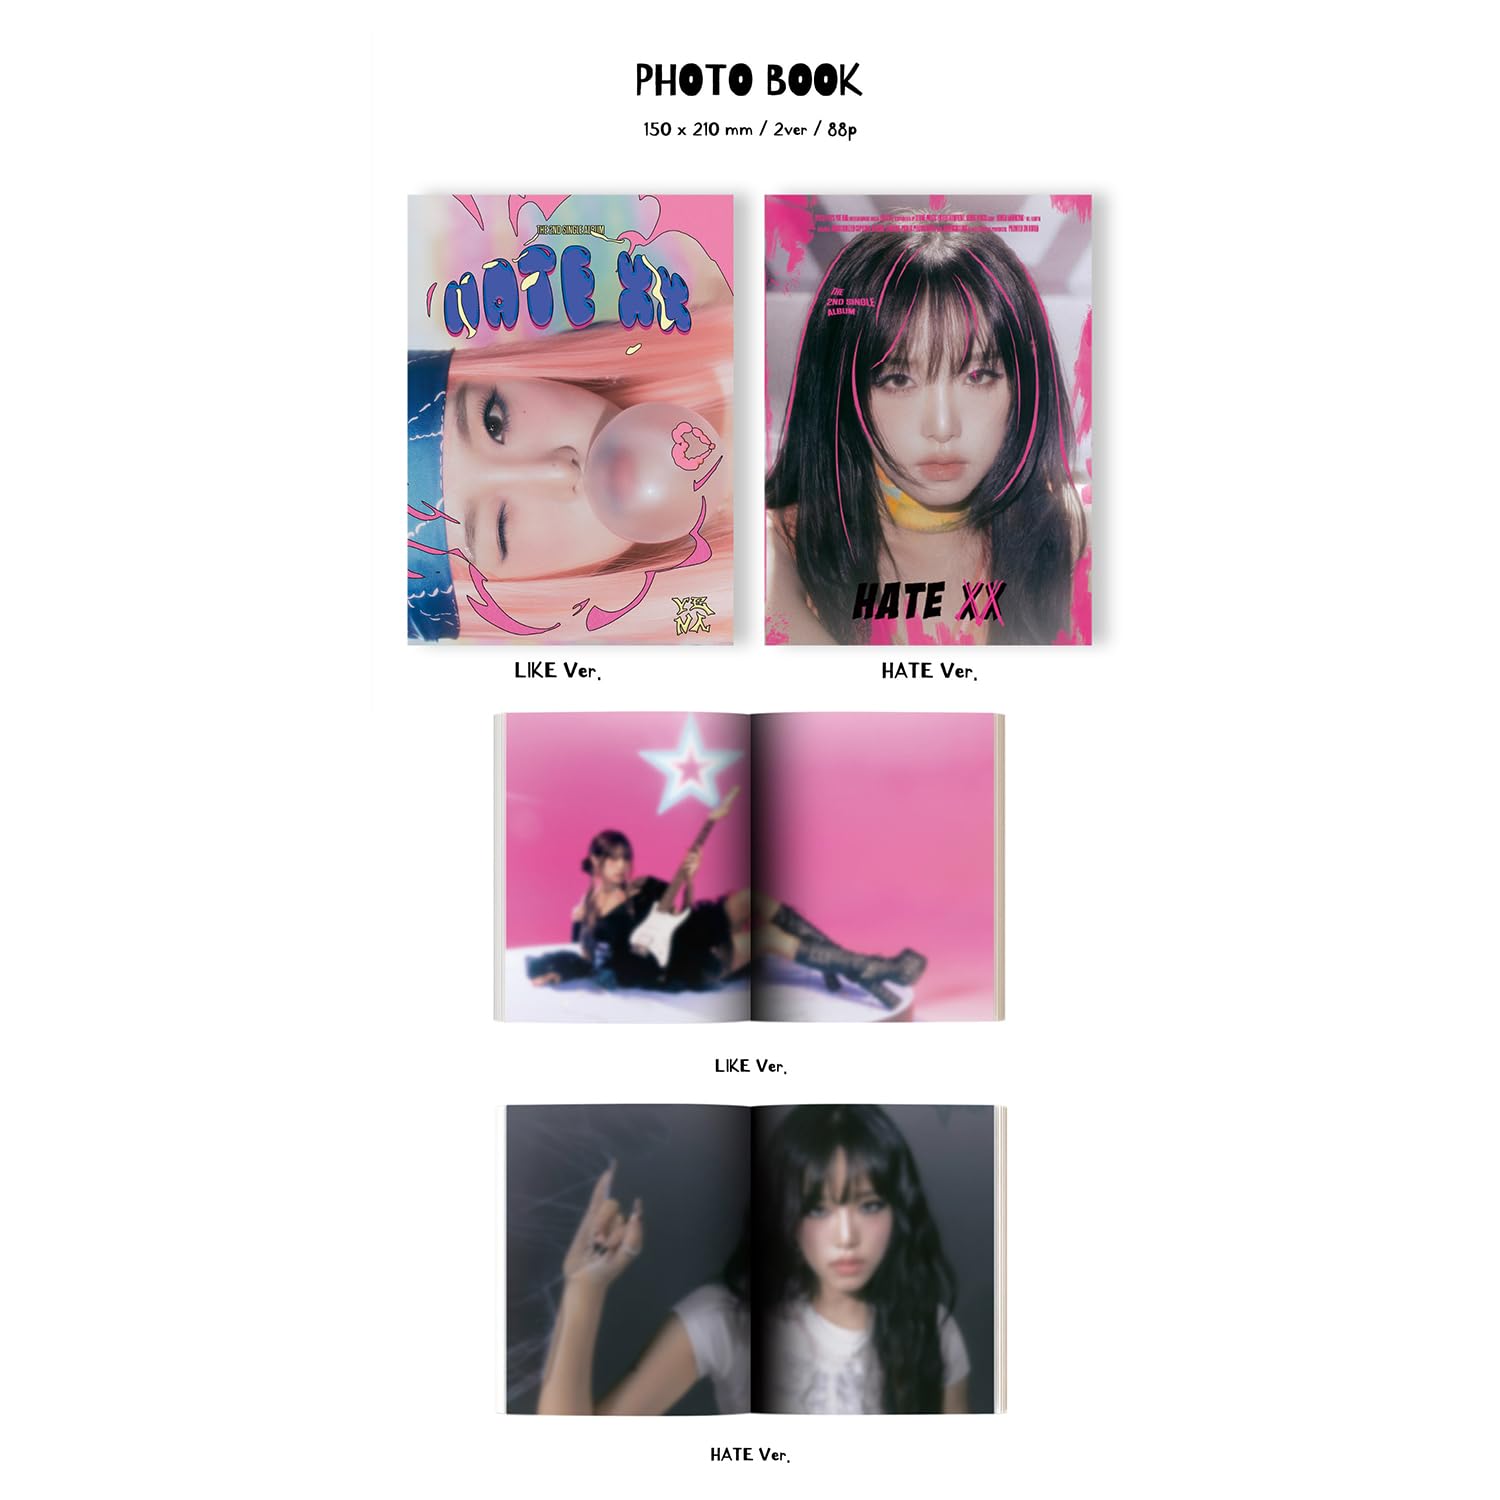 PHOTO BOOK
150 x 210 mm / 2ver / 88p
THE 2ND SINGLE ALBUM
HATE XX
YENA
THE
2ND SINGLE
ALBUM
HATE XX
LIKE Ver.
HATE Ver.
LIKE Ver.
HATE Ver.